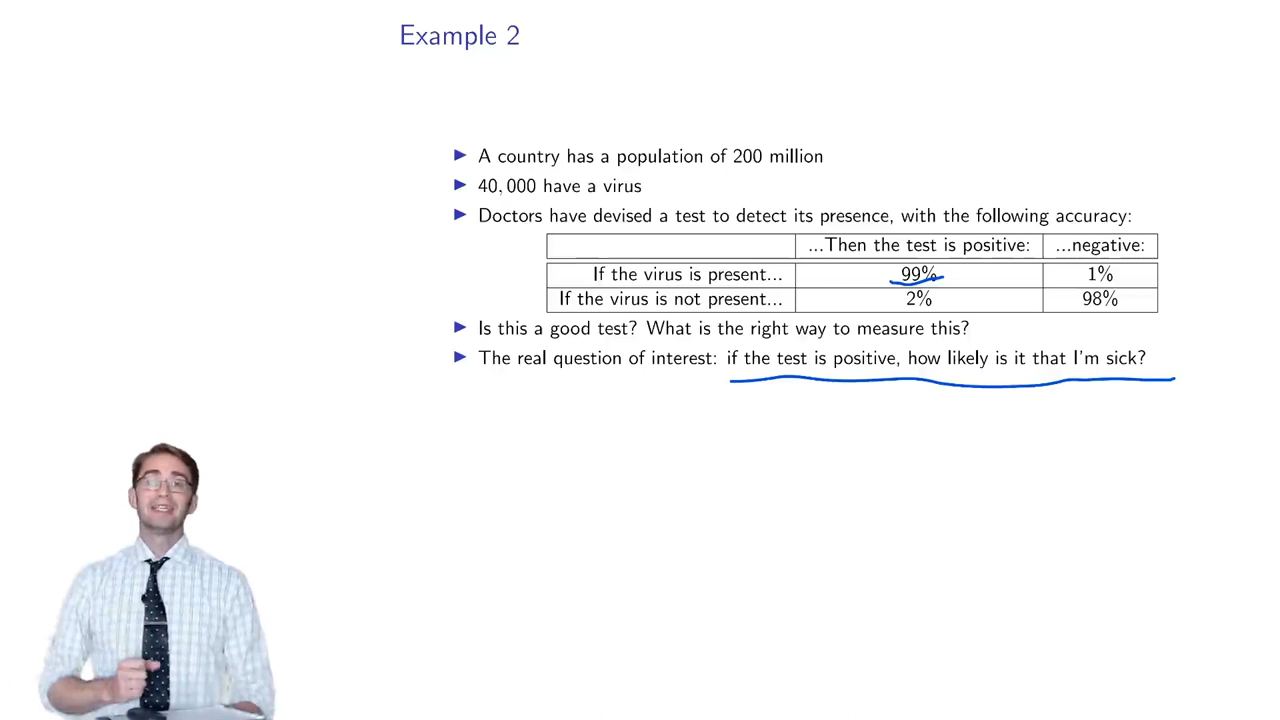 Example 2
▶ A country has a population of 200 million
▶ 40,000 have a virus
▶ Doctors have devised a test to detect its presence, with the following accuracy:
...Then the test is positive: ...negative:
If the virus is present... 99% 1%
If the virus is not present... 2% 98%
▶ Is this a good test? What is the right way to measure this?
▶ The real question of interest: if the test is positive, how likely is it that I'm sick?